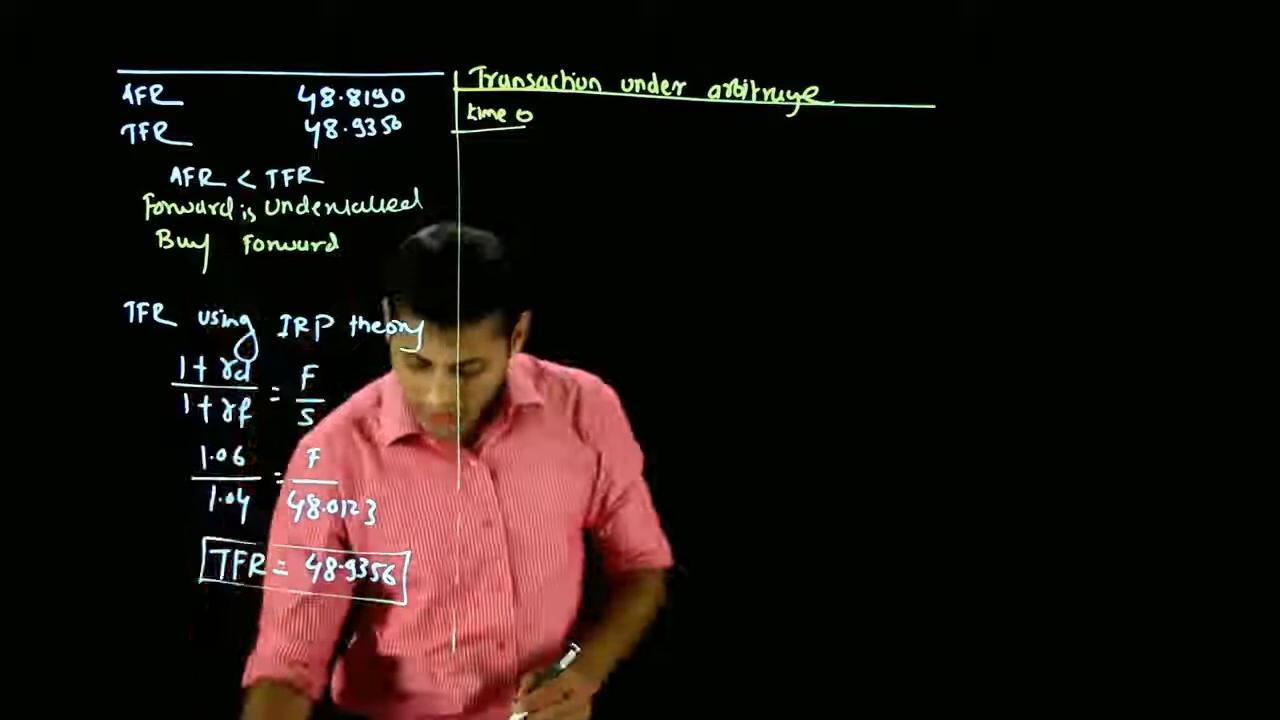 AFR 48.8190
TFR 48.9356
AFR < TFR
Forward is undervalued
Buy Forward
TFR using IRP theory
1 + rd / 1 + rf = F / S
1.06 / 1.04 = F / 48.0123
TFR = 48.9356
Transaction under arbitrage
time 0